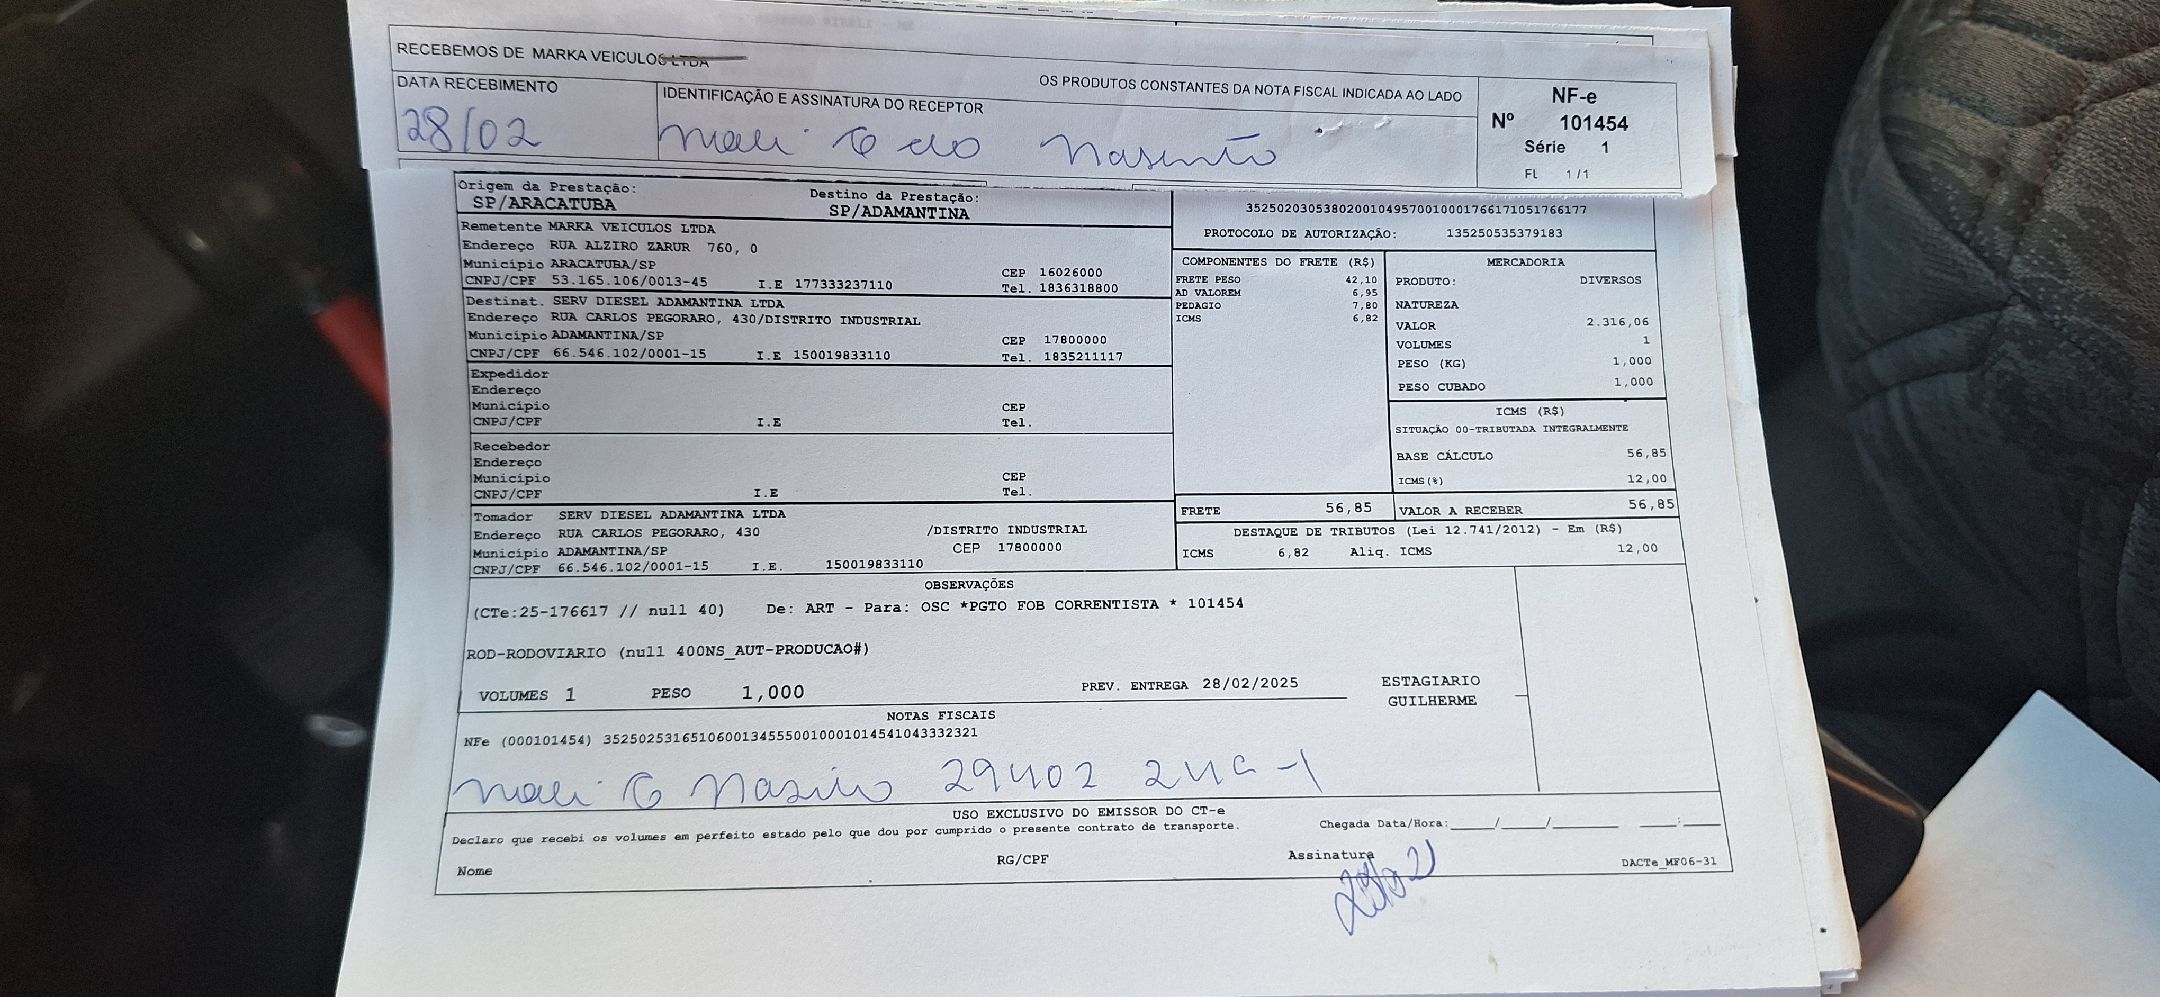 RECEBEMOS DE MARKA VEICULOS LTDA
OS PRODUTOS CONSTANTES DA NOTA FISCAL INDICADA AO LADO
DATA RECEBIMENTO
28/02
IDENTIFICAÇÃO E ASSINATURA DO RECEPTOR
NF-e
Nº 101454
Série 1
FL 1/1
Origem da Prestação:
SP/ARACATUBA
Destino da Prestação:
SP/ADAMANTINA
Remetente MARKA VEICULOS LTDA
Endereço RUA ALZIRO ZARUR 760, 0
Município ARACATUBA/SP CEP 16026000
CNPJ/CPF 53.165.106/0013-45 I.E 177333237110 Tel. 1836318800
Destinat. SERV DIESEL ADAMANTINA LTDA
Endereço RUA CARLOS PEGORARO, 430/DISTRITO INDUSTRIAL
Município ADAMANTINA/SP CEP 17800000
CNPJ/CPF 66.546.102/0001-15 I.E 150019833110 Tel. 1835211117
Expedidor
Endereço
Município CEP
CNPJ/CPF I.E Tel.
Recebedor
Endereço
Município CEP
CNPJ/CPF I.E Tel.
Tomador SERV DIESEL ADAMANTINA LTDA
Endereço RUA CARLOS PEGORARO, 430 /DISTRITO INDUSTRIAL
Município ADAMANTINA/SP CEP 17800000
CNPJ/CPF 66.546.102/0001-15 I.E. 150019833110
35250203053802001049570010001766171051766177
PROTOCOLO DE AUTORIZAÇÃO: 135250535379183
COMPONENTES DO FRETE (R$)
FRETE PESO 42,10
AD VALOREM 6,95
PEDAGIO 7,80
ICMS 6,82
MERCADORIA
PRODUTO: DIVERSOS
NATUREZA
VALOR 2.316,06
VOLUMES 1
PESO (KG) 1,000
PESO CUBADO 1,000
ICMS (R$)
SITUAÇÃO 00-TRIBUTADA INTEGRALMENTE
BASE CÁLCULO 56,85
ICMS(%) 12,00
FRETE 56,85
VALOR A RECEBER 56,85
DESTAQUE DE TRIBUTOS (Lei 12.741/2012) - Em (R$)
ICMS 6,82 Aliq. ICMS 12,00
OBSERVAÇÕES
(CTe:25-176617 // null 40) De: ART - Para: OSC *PGTO FOB CORRENTISTA * 101454
ROD-RODOVIARIO (null 400NS_AUT-PRODUCAO#)
VOLUMES 1 PESO 1,000 PREV. ENTREGA 28/02/2025
ESTAGIARIO
GUILHERME
NOTAS FISCAIS
NFe (000101454) 35250253165106001345550010001014541043332321
USO EXCLUSIVO DO EMISSOR DO CT-e
Declaro que recebi os volumes em perfeito estado pelo que dou por cumprido o presente contrato de transporte.
Chegada Data/Hora:_____/_____/________ ____:____
Nome RG/CPF Assinatura
DACTe_MF06-31